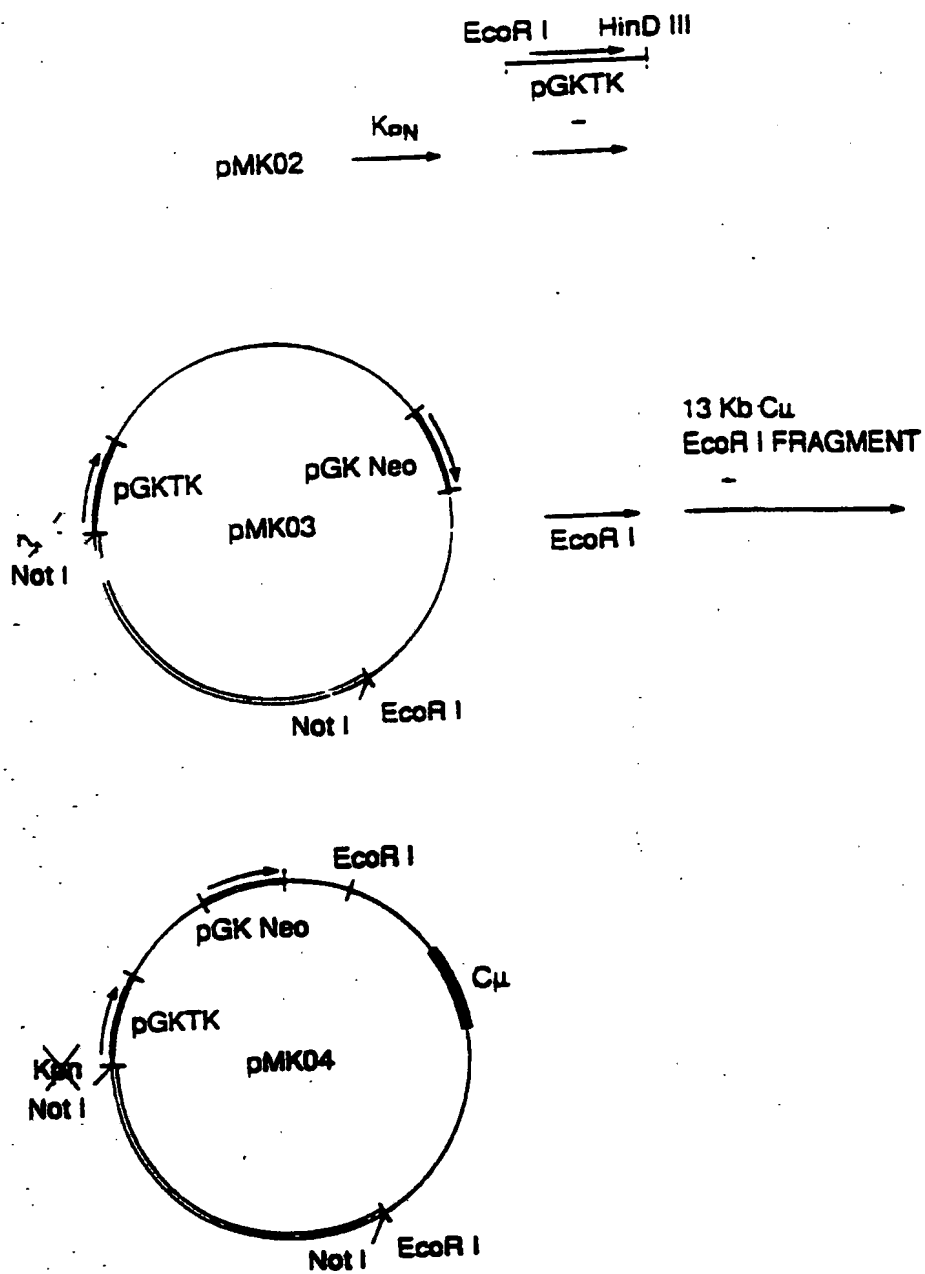 EcoR I HinD III
pGKTK
pMK02 KPN
pGKTK
pGK Neo
pMK03
Not I
13 Kb Cμ
EcoR I FRAGMENT
EcoR I
Not I EcoR I
EcoR I
pGK Neo
Cμ
pGKTK
pMK04
Kpn
Not I
Not I EcoR I